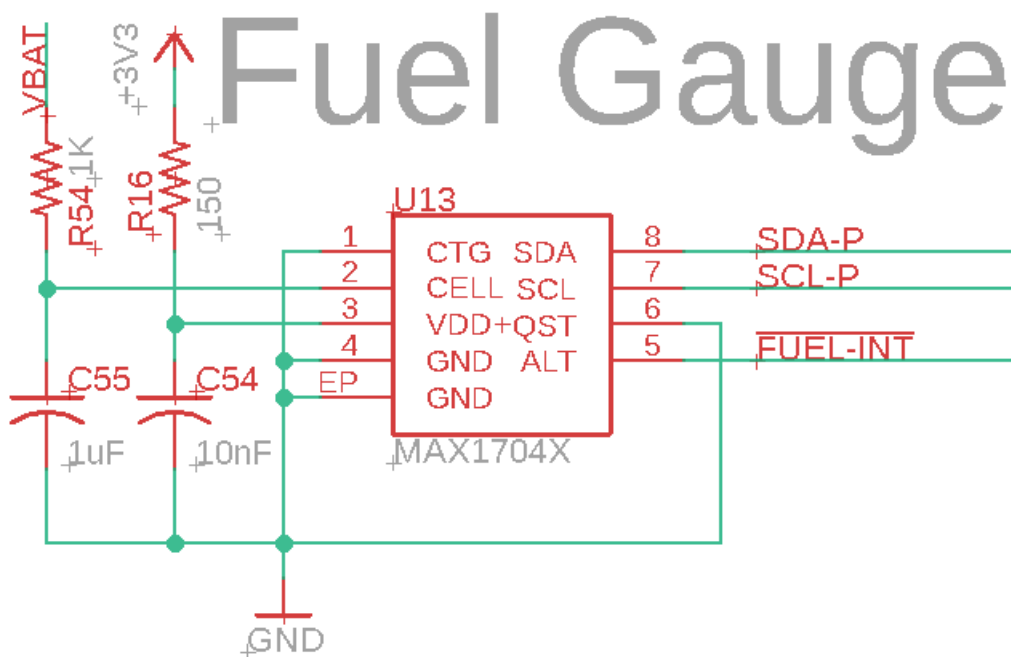 Fuel Gauge
VBAT
+3V3
R54
1K
R16
150
U13
1
CTG
SDA
8
SDA-P
2
CELL
SCL
7
SCL-P
3
VDD+
QST
6
4
GND
ALT
5
FUEL-INT
EP
GND
MAX1704X
C55
1uF
C54
10nF
GND